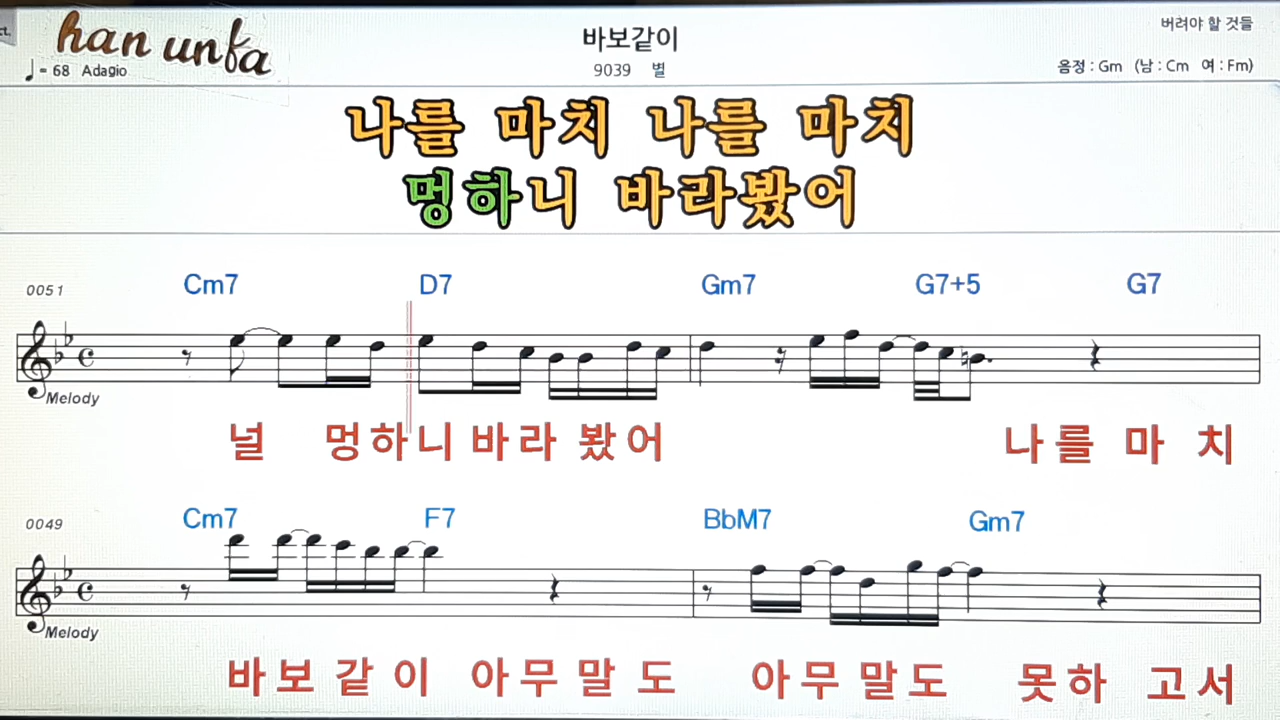 ct.
han unfa
♩= 68 Adagio
바보같이
9039 별
버려야 할 것들
음정 : Gm (남 : Cm 여 : Fm)
나를 마치 나를 마치
멍하니 바라봤어
0051
Cm7 D7 Gm7 G7+5 G7
Melody
널 멍하니 바라 봤어 나를 마 치
0049
Cm7 F7 BbM7 Gm7
Melody
바보 같 이 아무 말 도 아무 말도 못하 고서